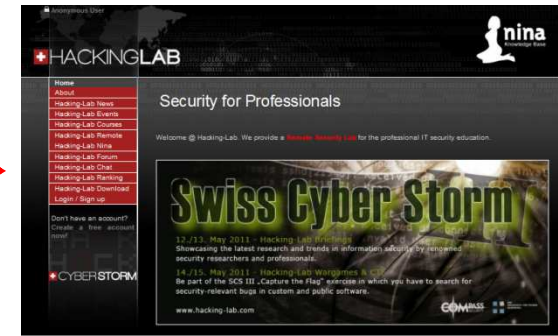 Anonymous User
nina
Knowledge Base
HACKINGLAB
Home
About
Hacking-Lab News
Hacking-Lab Events
Hacking-Lab Courses
Hacking-Lab Remote
Hacking-Lab Nina
Hacking-Lab Forum
Hacking-Lab Chat
Hacking-Lab Ranking
Hacking-Lab Download
Login / Sign up
Don't have an account?
Create a free account
now!
CYBERSTORM
Security for Professionals
Welcome @ Hacking-Lab. We provide a Remote Security Lab for the professional IT security education.
Swiss Cyber Storm
12./13. May 2011 - Hacking-Lab Briefings
Showcasing the latest research and trends in information security by renowned
security researchers and professionals.
14./15. May 2011 - Hacking-Lab Wargames & CTF
Be part of the SCS III „Capture the Flag" exercise in which you have to search for
security-relevant bugs in custom and public software.
www.hacking-lab.com
COMPASS